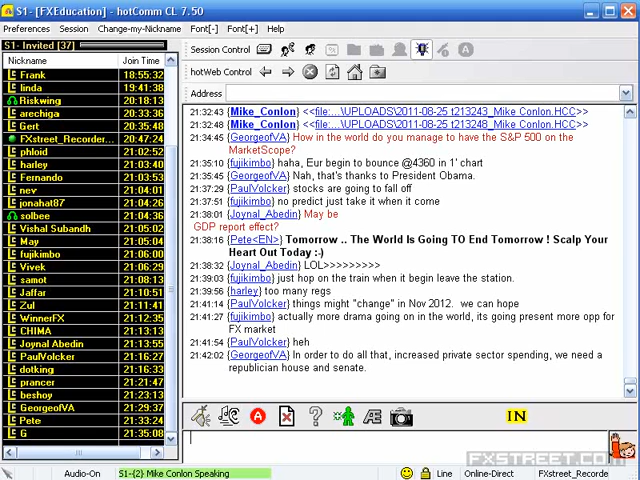 S1- [FXEducation] - hotComm CL 7.50
Preferences Session Change-my-Nickname Font[-] Font[+] Help
S1- Invited [37]
Session Control
hotWeb Control
Address
Nickname Join Time
Frank 18:55:32
linda 19:41:38
Riskwing 20:18:13
arechiga 20:33:36
Gert 20:35:48
FXstreet_Recorder... 20:47:24
phloid 21:02:52
harley 21:03:40
Fernando 21:03:53
nev 21:04:01
jonahat87 21:04:26
solbee 21:04:36
Vishal Subandh 21:05:02
May 21:05:04
fujikimbo 21:06:00
Vivek 21:06:29
samot 21:08:13
Jaffar 21:10:51
Zul 21:11:41
WinnerFX 21:12:35
CHIMA 21:13:13
Joynal Abedin 21:13:55
PaulVolcker 21:16:27
dotking 21:16:33
prancer 21:21:47
beshoy 21:23:13
GeorgeofVA 21:29:37
Pete 21:33:24
G 21:35:08
21:32:43 {Mike_Conlon} <<file:...\UPLOADS\2011-08-25 t213243_Mike Conlon.HCC>>
21:32:48 {Mike_Conlon} <<file:...\UPLOADS\2011-08-25 t213248_Mike Conlon.HCC>>
21:34:45 {GeorgeofVA} How in the world do you manage to have the S&P 500 on the
MarketScope?
21:35:10 {fujikimbo} haha, Eur begin to bounce @4360 in 1' chart
21:35:45 {GeorgeofVA} Nah, that's thanks to President Obama.
21:37:29 {PaulVolcker} stocks are going to fall off
21:37:51 {fujikimbo} no predict just take it when it come
21:38:01 {Joynal_Abedin} May be
GDP report effect?
21:38:16 {Pete<EN>} Tomorrow .. The World Is Going TO End Tomorrow ! Scalp Your
Heart Out Today :-)
21:38:32 {Joynal_Abedin} LOL>>>>>>>>>
21:39:03 {fujikimbo} just hop on the train when it begin leave the station.
21:39:56 {harley} too many regs
21:41:14 {PaulVolcker} things might "change" in Nov 2012. we can hope
21:41:27 {fujikimbo} actually more drama going on in the world, its going present more opp for
FX market
21:41:54 {PaulVolcker} heh
21:42:02 {GeorgeofVA} In order to do all that, increased private sector spending, we need a
republician house and senate.
IN
FXSTREET.COM
Audio-On S1-{2} Mike Conlon Speaking Line Online-Direct FXstreet_Recorde